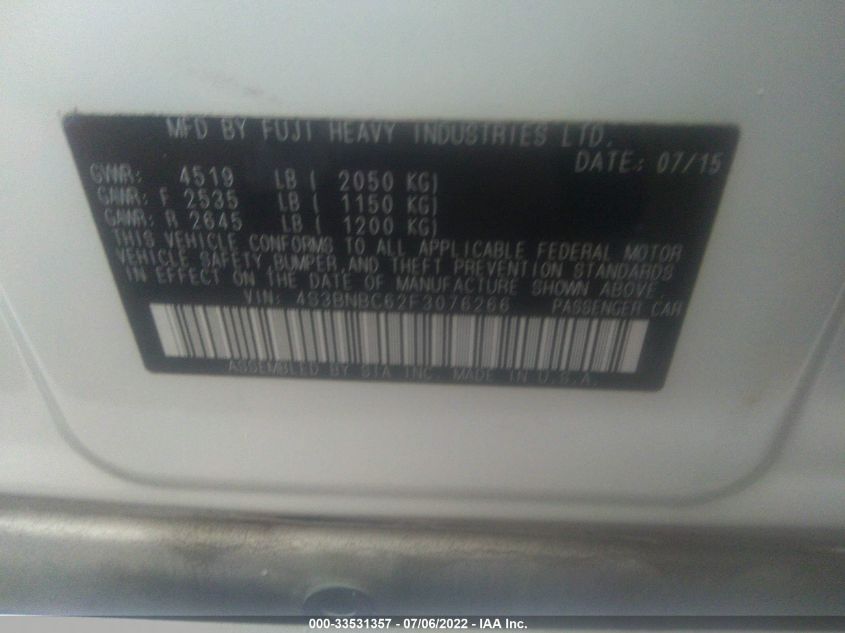 MFD BY FUJI HEAVY INDUSTRIES LTD.
DATE: 07/15
GVWR: 4519 LB ( 2050 KG)
GAWR: F 2535 LB ( 1150 KG)
GAWR: R 2645 LB ( 1200 KG)
THIS VEHICLE CONFORMS TO ALL APPLICABLE FEDERAL MOTOR
VEHICLE SAFETY BUMPER,AND THEFT PREVENTION STANDARDS
IN EFFECT ON THE DATE OF MANUFACTURE SHOWN ABOVE.
VIN: 4S3BNBC62F3076266 PASSENGER CAR
ASSEMBLED BY SIA INC. MADE IN U.S.A.
000-33531357 - 07/06/2022 - IAA Inc.